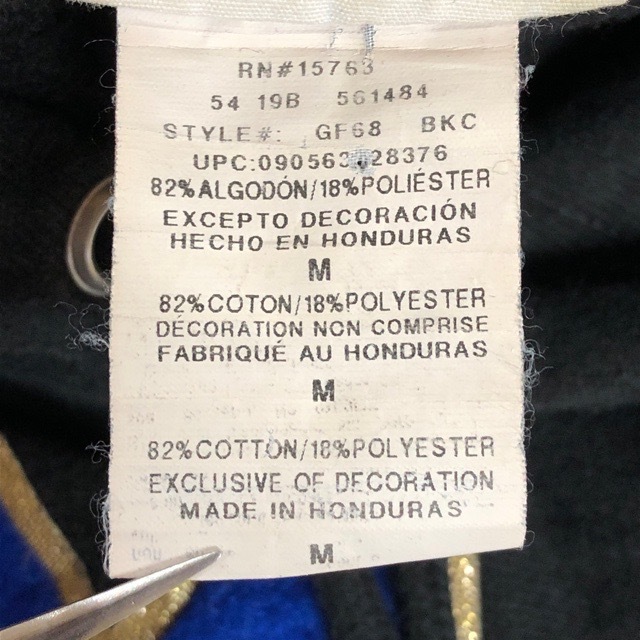 RN#15763
54 19B 561484
STYLE#: GF68 BKC
82%ALGODÓN/18%POLIÉSTER
EXCEPTO DECORACIÓN
HECHO EN HONDURAS
M
82%COTON/18%POLYESTER
DÉCORATION NON COMPRISE
FABRIQUÉ AU HONDURAS
M
82%COTTON/18%POLYESTER
EXCLUSIVE OF DECORATION
MADE IN HONDURAS
M